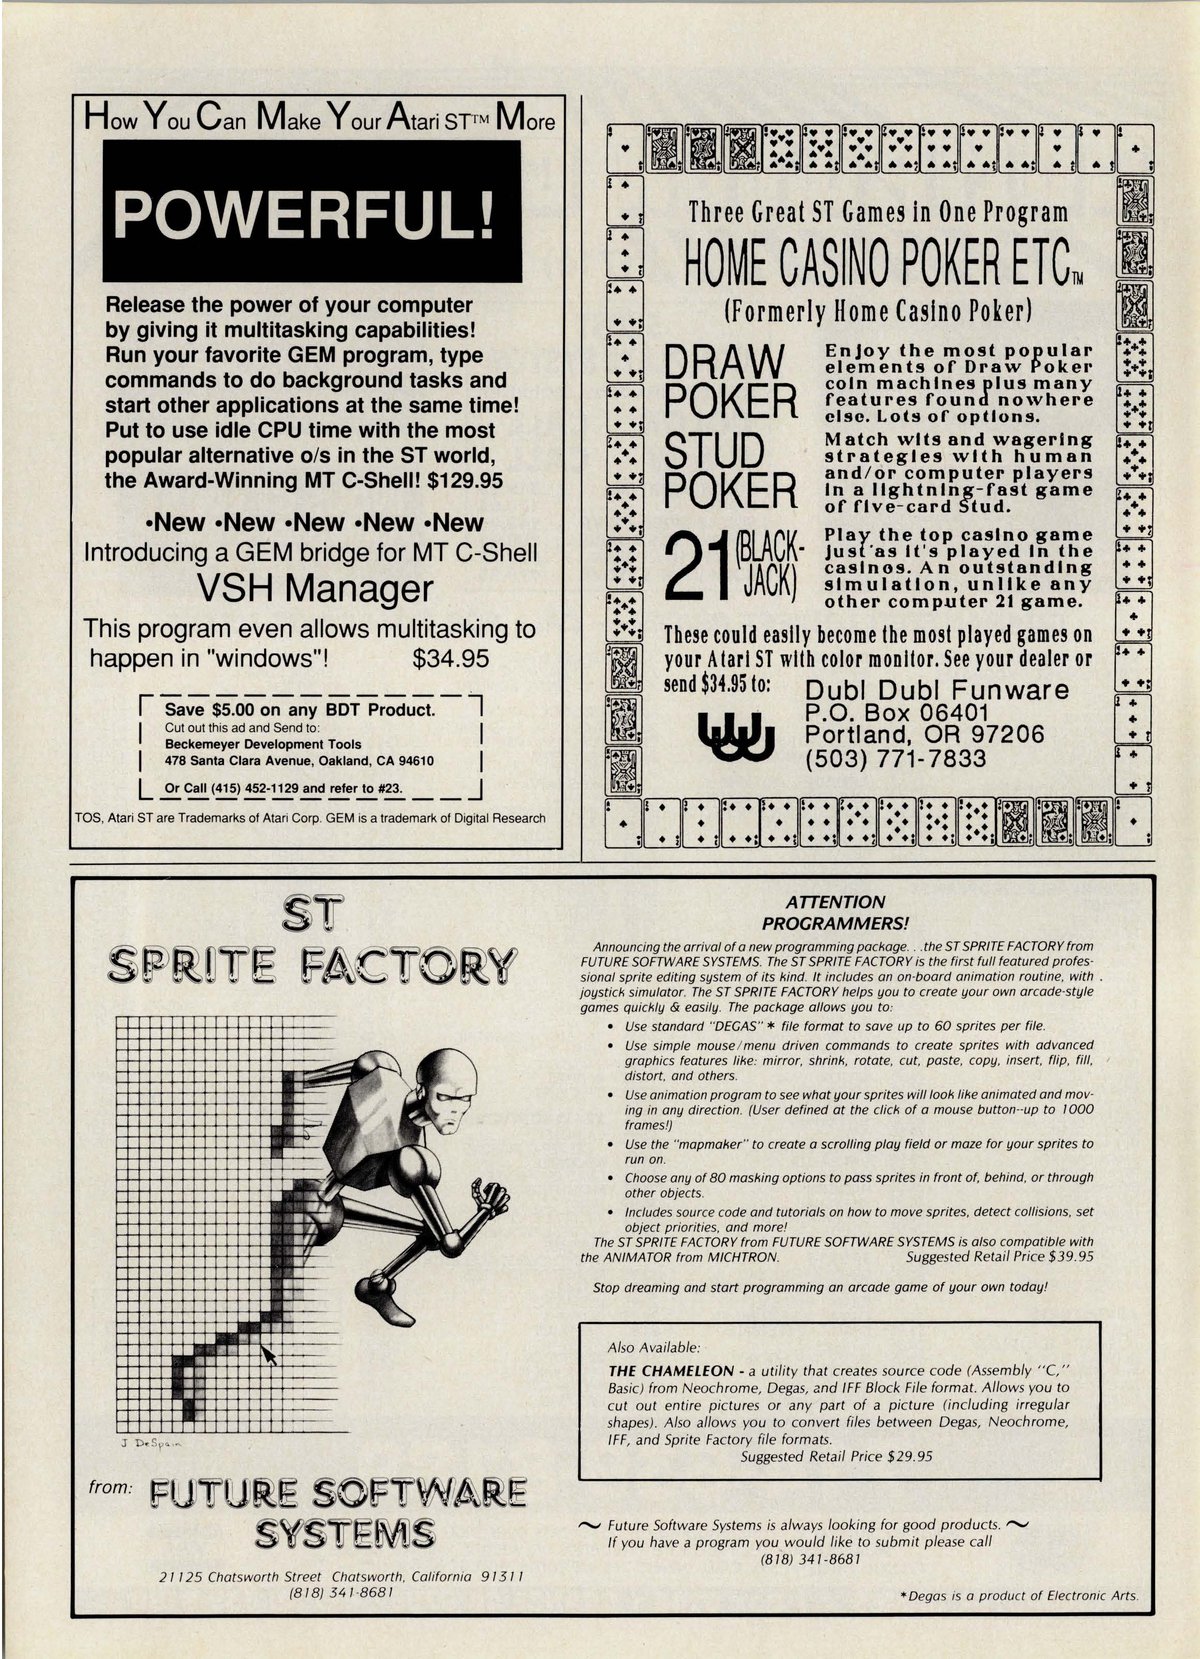 How You Can Make Your Atari ST™ More
POWERFUL!
Release the power of your computer
by giving it multitasking capabilities!
Run your favorite GEM program, type
commands to do background tasks and
start other applications at the same time!
Put to use idle CPU time with the most
popular alternative o/s in the ST world,
the Award-Winning MT C-Shell! $129.95
•New •New •New •New •New
Introducing a GEM bridge for MT C-Shell
VSH Manager
This program even allows multitasking to
happen in "windows"! $34.95
Save $5.00 on any BDT Product.
Cut out this ad and Send to:
Beckemeyer Development Tools
478 Santa Clara Avenue, Oakland, CA 94610
Or Call (415) 452-1129 and refer to #23.
TOS, Atari ST are Trademarks of Atari Corp. GEM is a trademark of Digital Research
Three Great ST Games in One Program
HOME CASINO POKER ETC™
(Formerly Home Casino Poker)
DRAW
POKER
Enjoy the most popular
elements of Draw Poker
coin machines plus many
features found nowhere
else. Lots of options.
STUD
POKER
Match wits and wagering
strategies with human
and/or computer players
in a lightning-fast game
of five-card Stud.
21 (BLACK-
JACK)
Play the top casino game
just as it's played in the
casinos. An outstanding
simulation, unlike any
other computer 21 game.
These could easily become the most played games on
your Atari ST with color monitor. See your dealer or
send $34.95 to:
Dubl Dubl Funware
P.O. Box 06401
Portland, OR 97206
(503) 771-7833
ST
SPRITE FACTORY
J DeSpain
from: FUTURE SOFTWARE
SYSTEMS
21125 Chatsworth Street Chatsworth, California 91311
(818) 341-8681
ATTENTION
PROGRAMMERS!
Announcing the arrival of a new programming package. . .the ST SPRITE FACTORY from
FUTURE SOFTWARE SYSTEMS. The ST SPRITE FACTORY is the first full featured profes-
sional sprite editing system of its kind. It includes an on-board animation routine, with
joystick simulator. The ST SPRITE FACTORY helps you to create your own arcade-style
games quickly & easily. The package allows you to:
• Use standard "DEGAS"* file format to save up to 60 sprites per file.
• Use simple mouse/menu driven commands to create sprites with advanced
graphics features like: mirror, shrink, rotate, cut, paste, copy, insert, flip, fill,
distort, and others.
• Use animation program to see what your sprites will look like animated and mov-
ing in any direction. (User defined at the click of a mouse button--up to 1000
frames!)
• Use the "mapmaker" to create a scrolling play field or maze for your sprites to
run on.
• Choose any of 80 masking options to pass sprites in front of, behind, or through
other objects.
• Includes source code and tutorials on how to move sprites, detect collisions, set
object priorities, and more!
The ST SPRITE FACTORY from FUTURE SOFTWARE SYSTEMS is also compatible with
the ANIMATOR from MICHTRON. Suggested Retail Price $39.95
Stop dreaming and start programming an arcade game of your own today!
Also Available:
THE CHAMELEON - a utility that creates source code (Assembly "C,"
Basic) from Neochrome, Degas, and IFF Block File format. Allows you to
cut out entire pictures or any part of a picture (including irregular
shapes). Also allows you to convert files between Degas, Neochrome,
IFF, and Sprite Factory file formats.
Suggested Retail Price $29.95
~ Future Software Systems is always looking for good products. ~
If you have a program you would like to submit please call
(818) 341-8681
*Degas is a product of Electronic Arts.